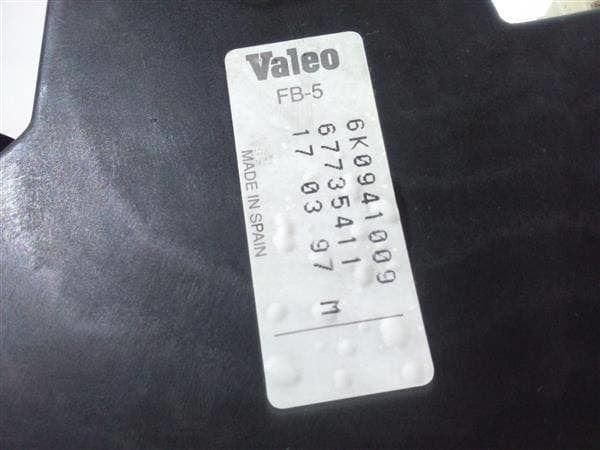 Valeo
FB-5
6K0941009
67735411
17 03 97 M
MADE IN SPAIN